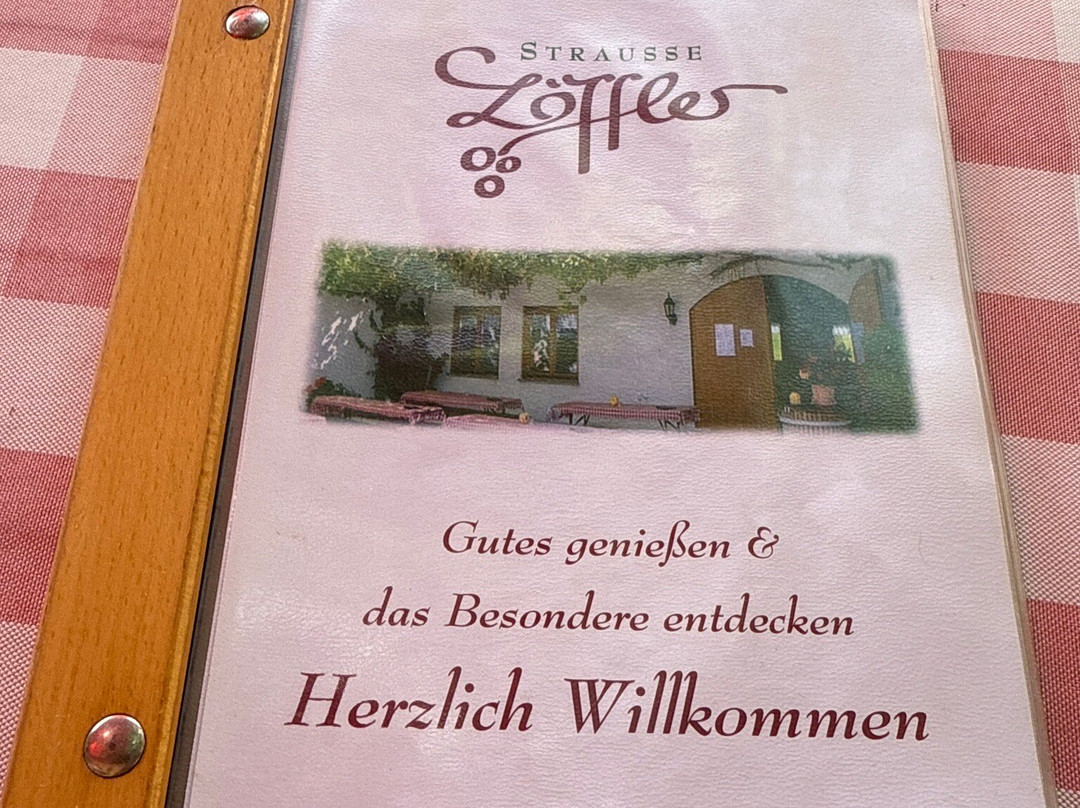 STRAUSSE
Löffler
Gutes genießen &
das Besondere entdecken
Herzlich Willkommen